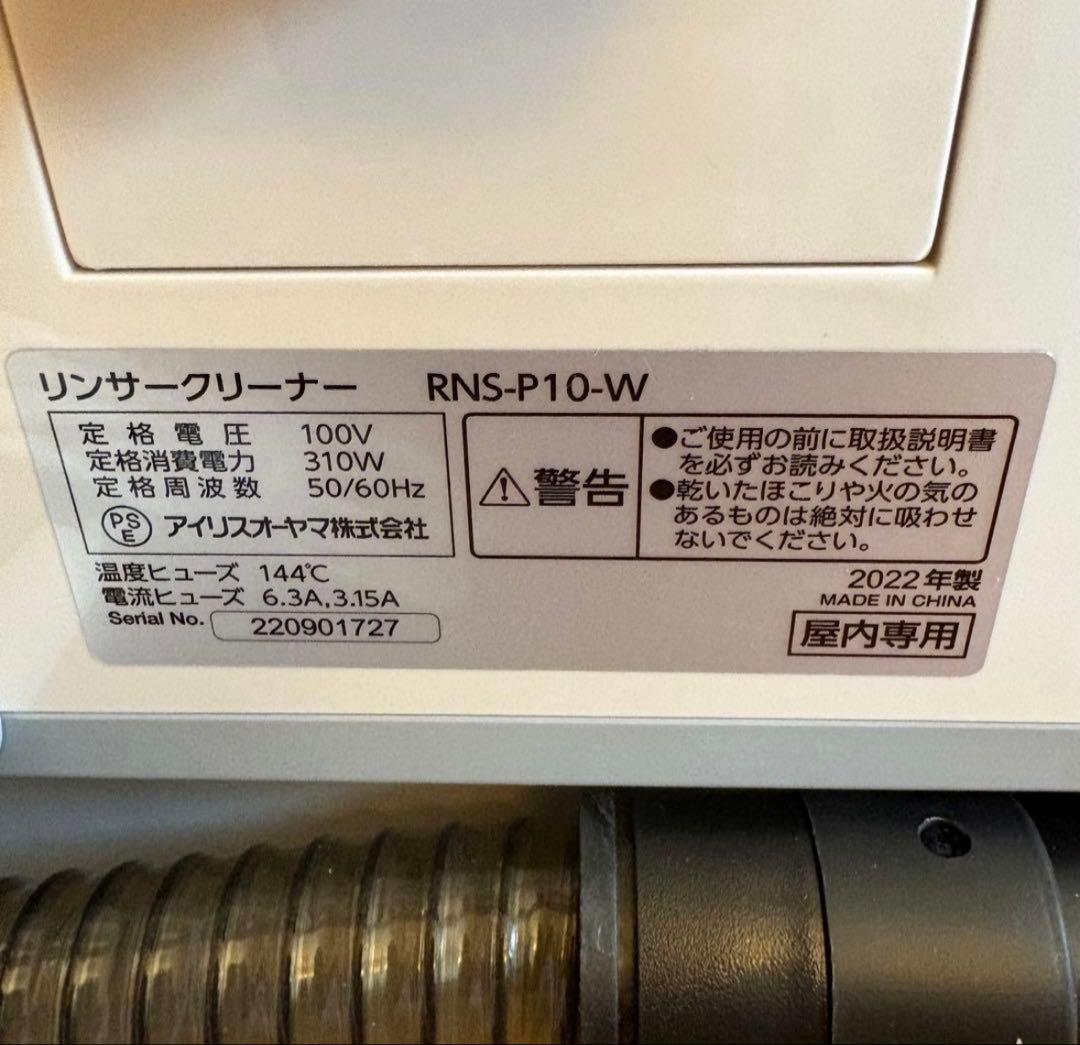 リンサークリーナー RNS-P10-W
定格電圧 100V
定格消費電力 310W
定格周波数 50/60Hz
PSE アイリスオーヤマ株式会社
警告
●ご使用の前に取扱説明書
を必ずお読みください。
●乾いたほこりや火の気の
あるものは絶対に吸わせ
ないでください。
温度ヒューズ 144℃
電流ヒューズ 6.3A,3.15A
Serial No. 220901727
2022年製
MADE IN CHINA
屋内専用